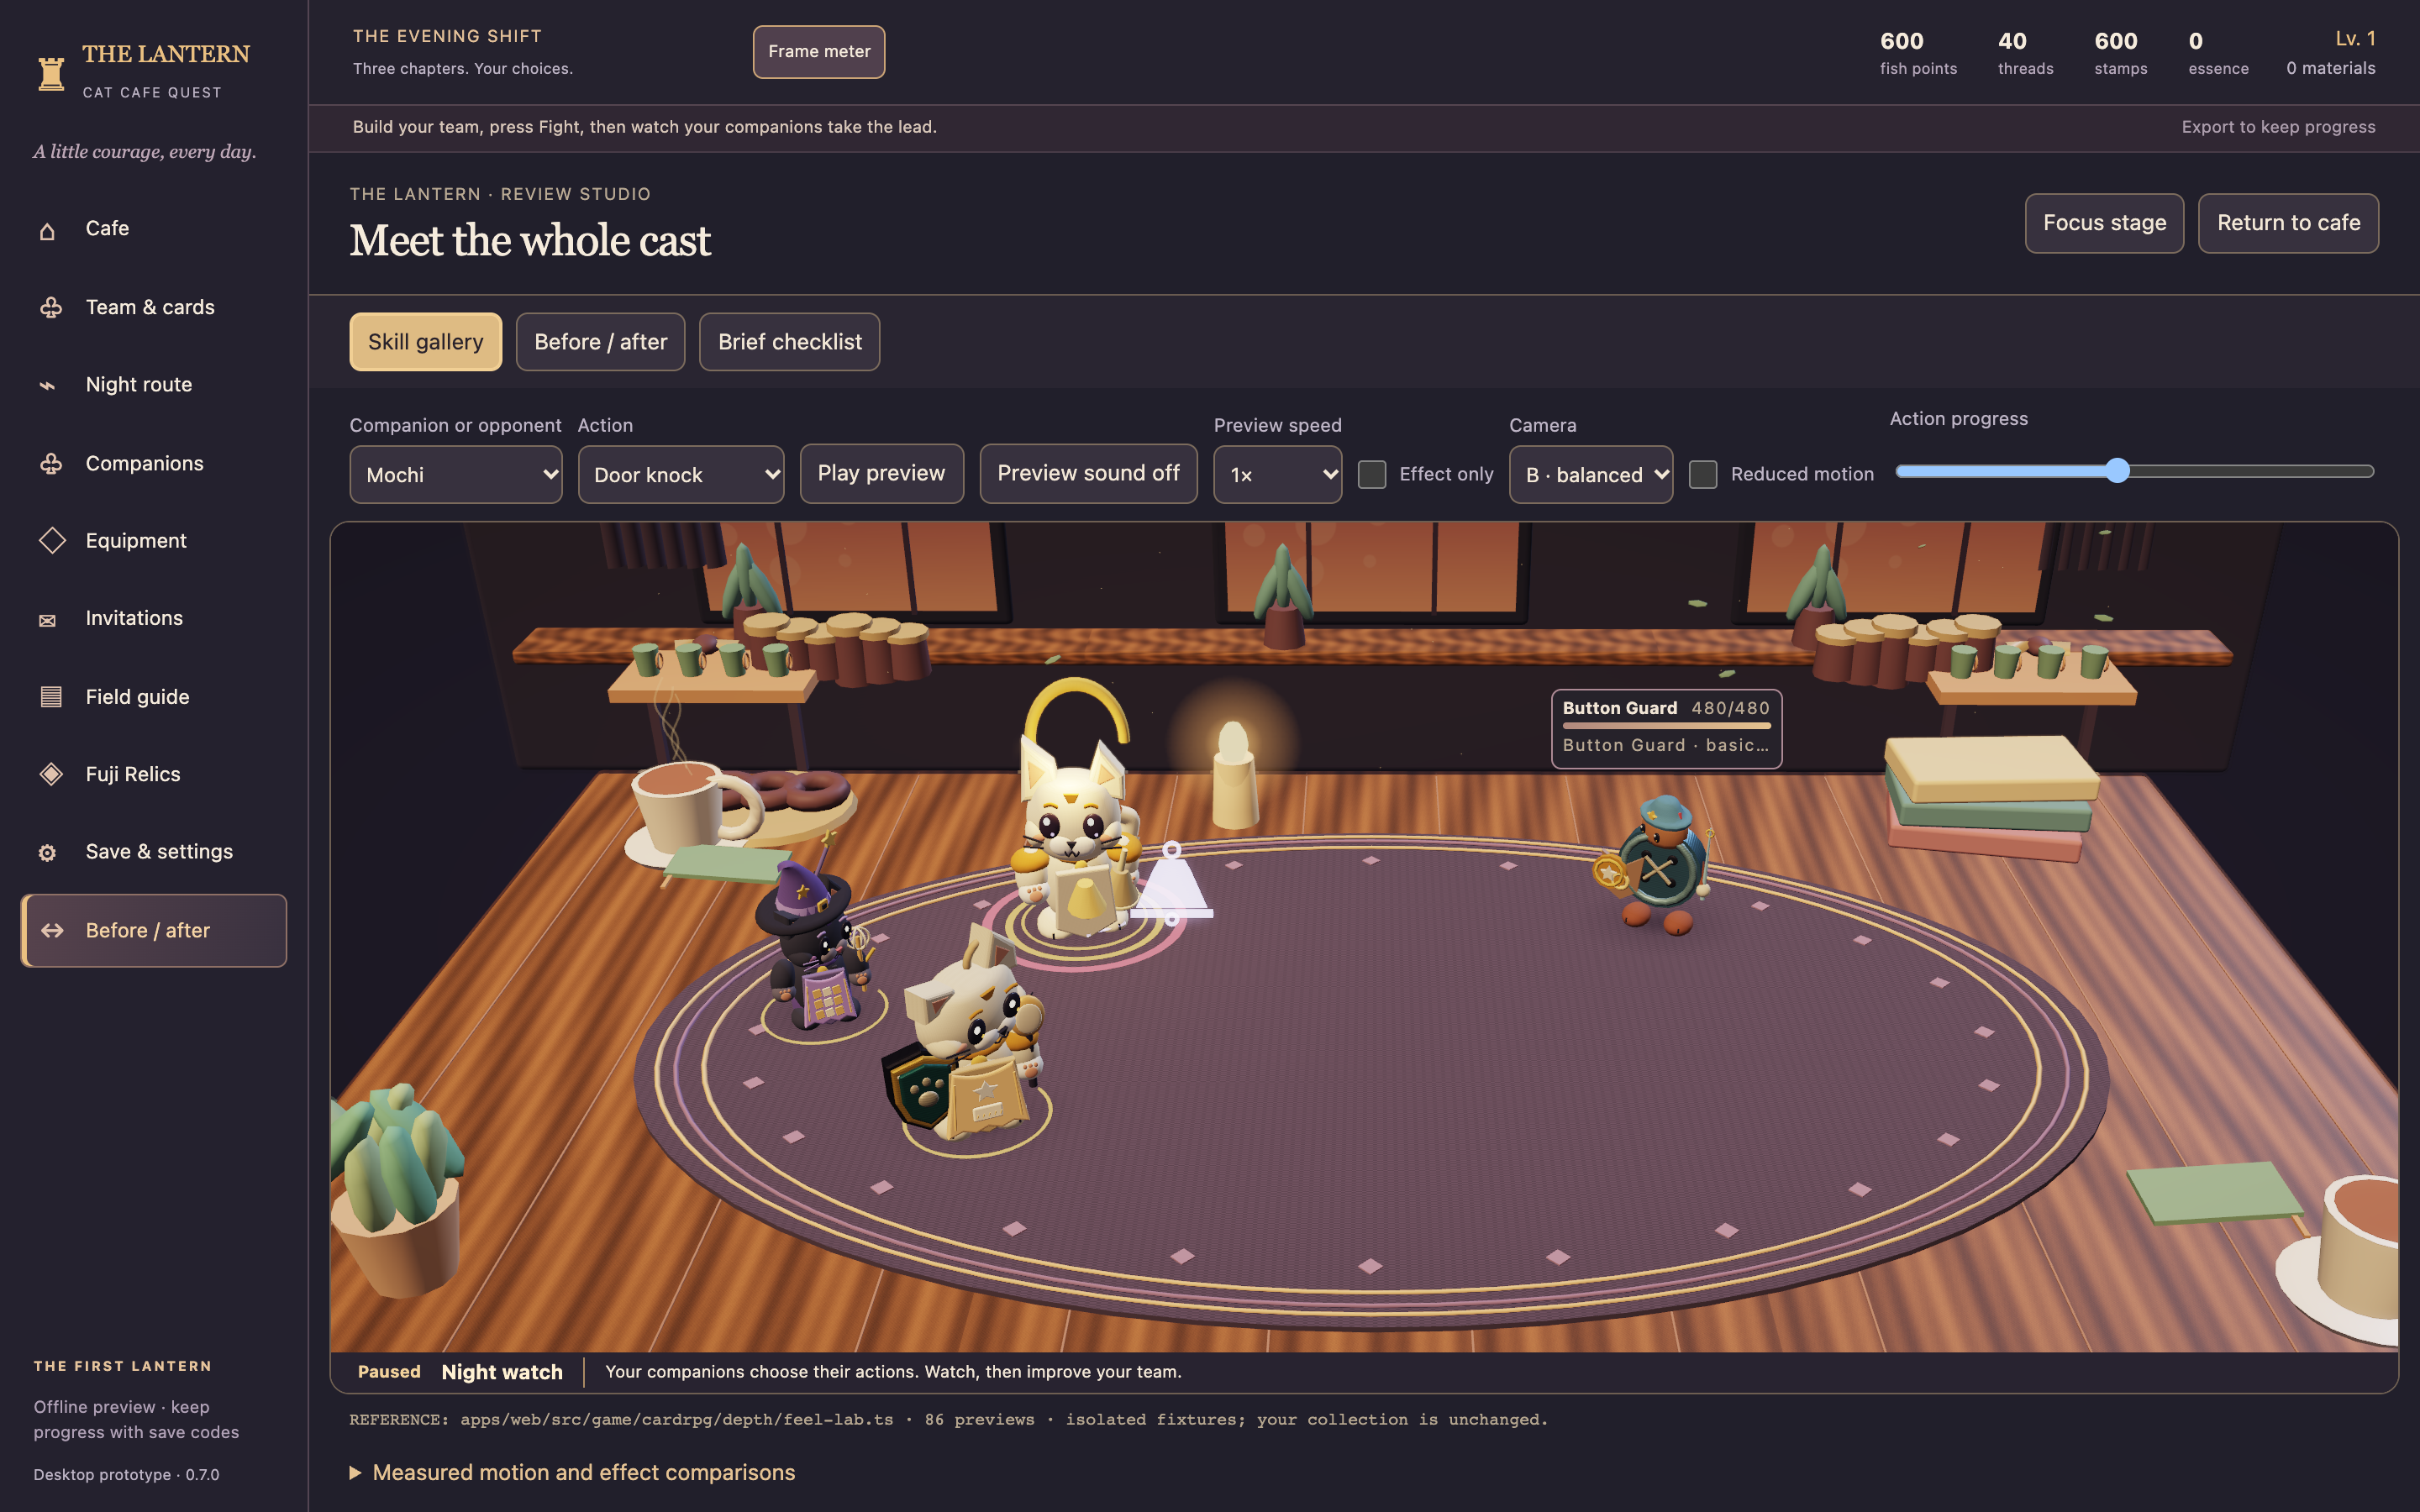 THE LANTERN
CAT CAFE QUEST
A little courage, every day.
Cafe
Team & cards
Night route
Companions
Equipment
Invitations
Field guide
Fuji Relics
Save & settings
Before / after
THE FIRST LANTERN
Offline preview · keep
progress with save codes
Desktop prototype · 0.7.0
THE EVENING SHIFT
Three chapters. Your choices.
Frame meter
600 fish points
40 threads
600 stamps
0 essence
Lv. 1
0 materials
Build your team, press Fight, then watch your companions take the lead.
Export to keep progress
THE LANTERN · REVIEW STUDIO
Meet the whole cast
Focus stage
Return to cafe
Skill gallery
Before / after
Brief checklist
Companion or opponent
Mochi
Action
Door knock
Play preview
Preview sound off
Preview speed
1×
Effect only
Camera
B · balanced
Reduced motion
Action progress
Button Guard 480/480
Button Guard · basic…
Paused Night watch Your companions choose their actions. Watch, then improve your team.
REFERENCE: apps/web/src/game/cardrpg/depth/feel-lab.ts · 86 previews · isolated fixtures; your collection is unchanged.
Measured motion and effect comparisons